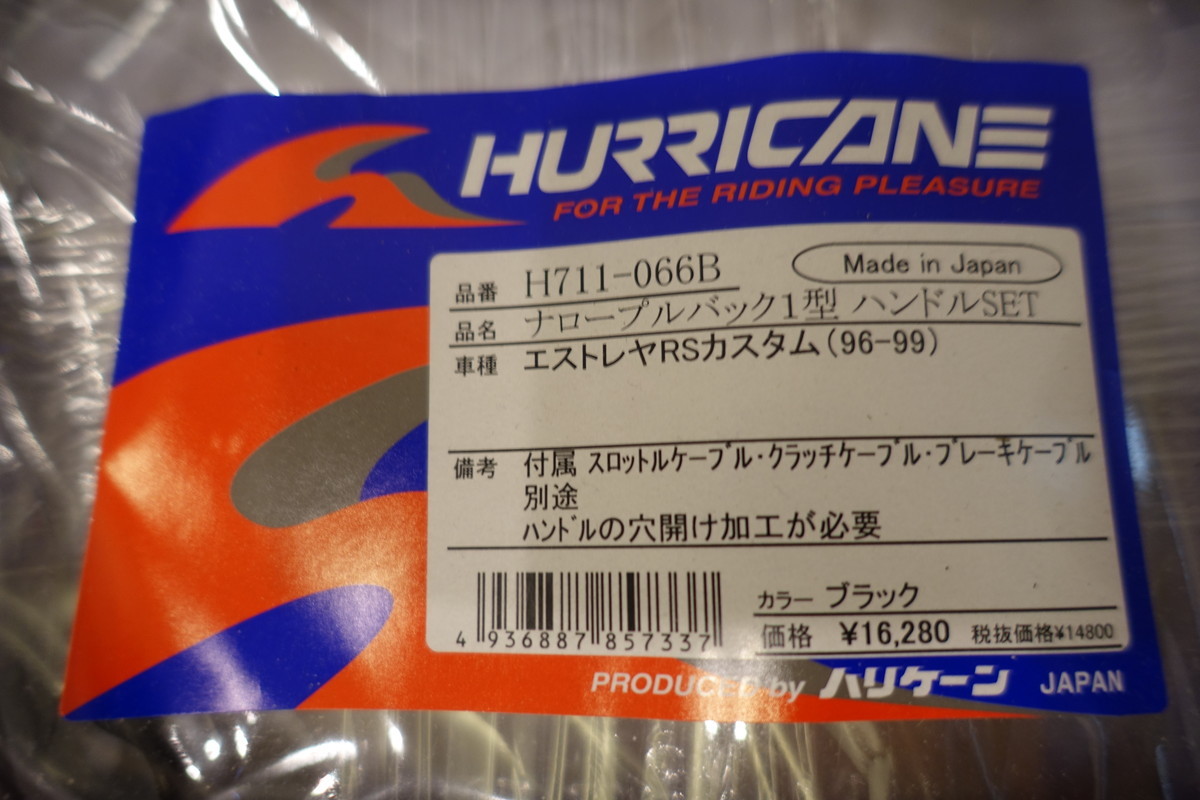 HURRICANE
FOR THE RIDING PLEASURE
Made in Japan
品番 H711-066B
品名 ナロープルバック1型 ハンドルSET
車種 エストレヤRSカスタム(96-99)
備考 付属 ｽﾛｯﾄﾙｹｰﾌﾞﾙ・ｸﾗｯﾁｹｰﾌﾞﾙ・ﾌﾞﾚｰｷｹｰﾌﾞﾙ
別途
ﾊﾝﾄﾞﾙの穴開け加工が必要
カラー ブラック
価格 ¥16,280 税抜価格¥14800
4 936887 857337
PRODUCED by ハリケーン JAPAN